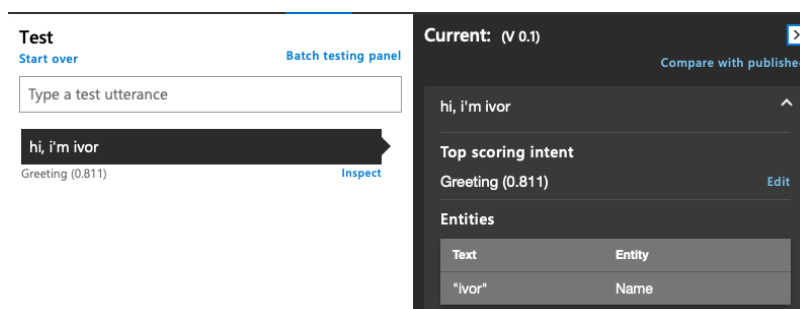 Test
Start over
Batch testing panel
Type a test utterance
hi, i'm ivor
Greeting (0.811)
Inspect
Current: (V 0.1)
Compare with publishe
hi, i'm ivor
Top scoring intent
Greeting (0.811)
Edit
Entities
Text Entity
"ivor" Name